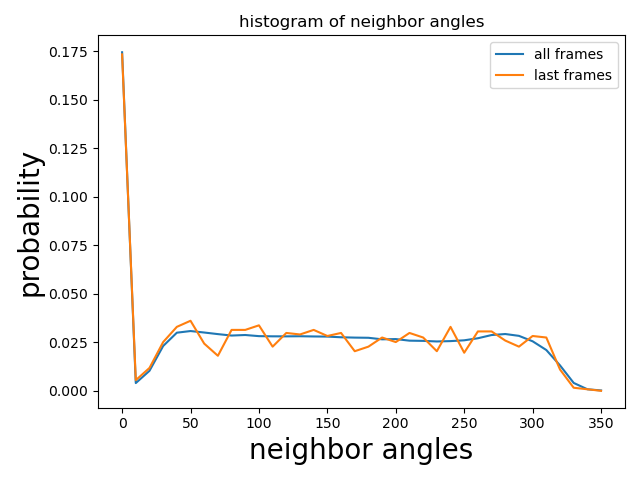 histogram of neighbor angles
all frames
last frames
probability
0.175
0.150
0.125
0.100
0.075
0.050
0.025
0.000
0 50 100 150 200 250 300 350
neighbor angles